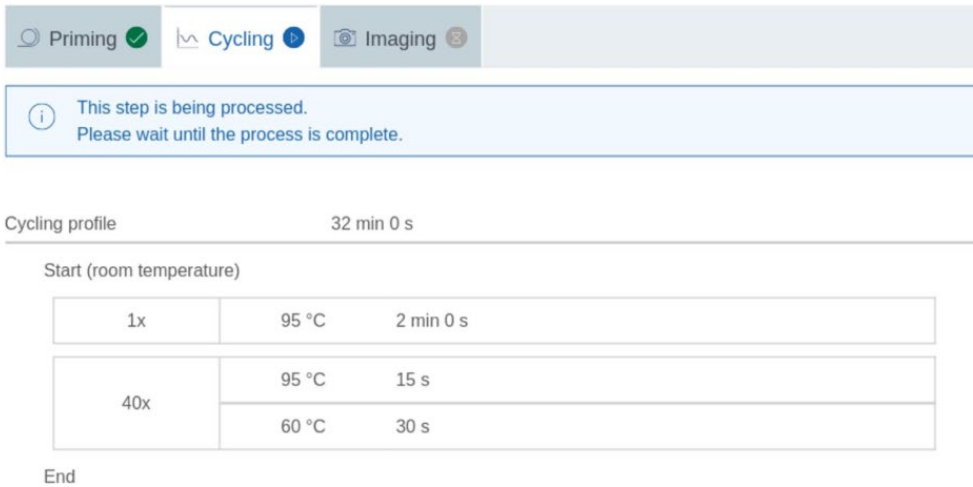 Priming Cycling Imaging
This step is being processed.
Please wait until the process is complete.
Cycling profile 32 min 0 s
Start (room temperature)
1x 95 °C 2 min 0 s
95 °C 15 s
40x
60 °C 30 s
End